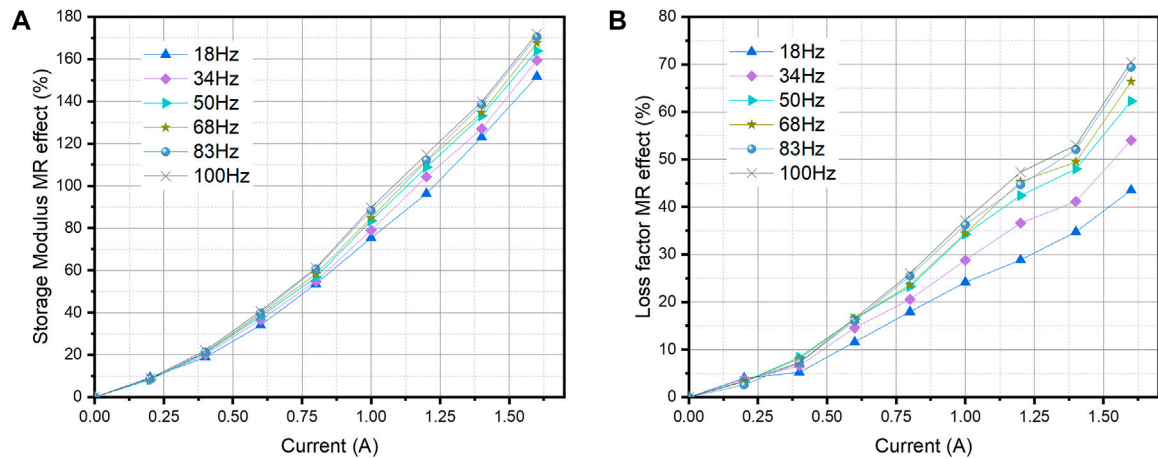 A
Storage Modulus MR effect (%)
180
160
140
120
100
80
60
40
20
0
18Hz
34Hz
50Hz
68Hz
83Hz
100Hz
0.00 0.25 0.50 0.75 1.00 1.25 1.50
Current (A)
B
Loss factor MR effect (%)
80
70
60
50
40
30
20
10
0
18Hz
34Hz
50Hz
68Hz
83Hz
100Hz
0.00 0.25 0.50 0.75 1.00 1.25 1.50
Current (A)